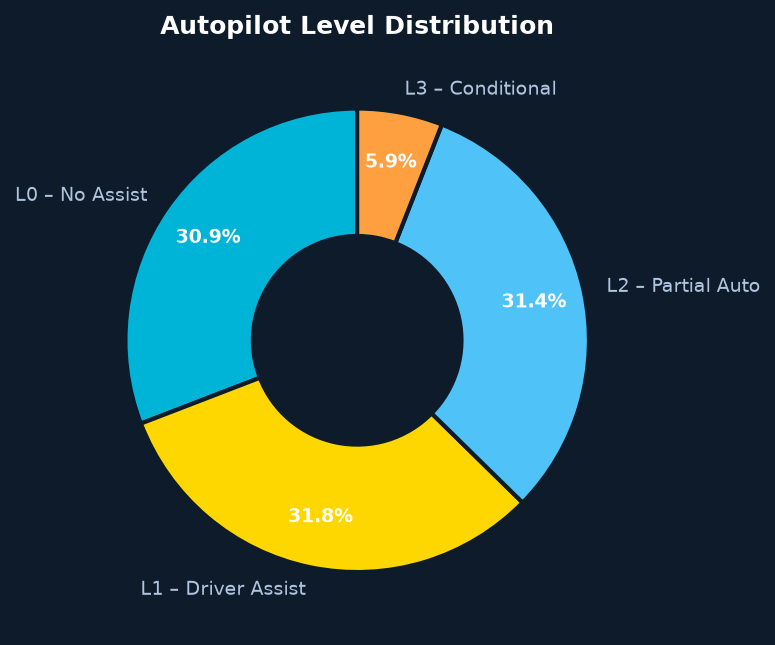 Autopilot Level Distribution
L3 – Conditional
5.9%
L0 – No Assist
30.9%
L2 – Partial Auto
31.4%
31.8%
L1 – Driver Assist